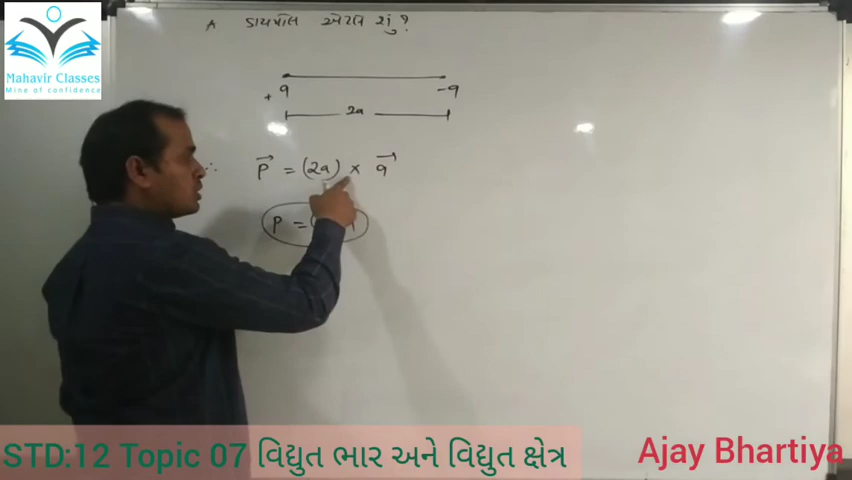 Mahavir Classes
Mine of confidence
* ડાયપોલ એટલે શું?
+ q -q
2a
∴ p⃗ = (2a) × q⃗
p =
STD:12 Topic 07 વિદ્યુત ભાર અને વિદ્યુત ક્ષેત્ર
Ajay Bhartiya